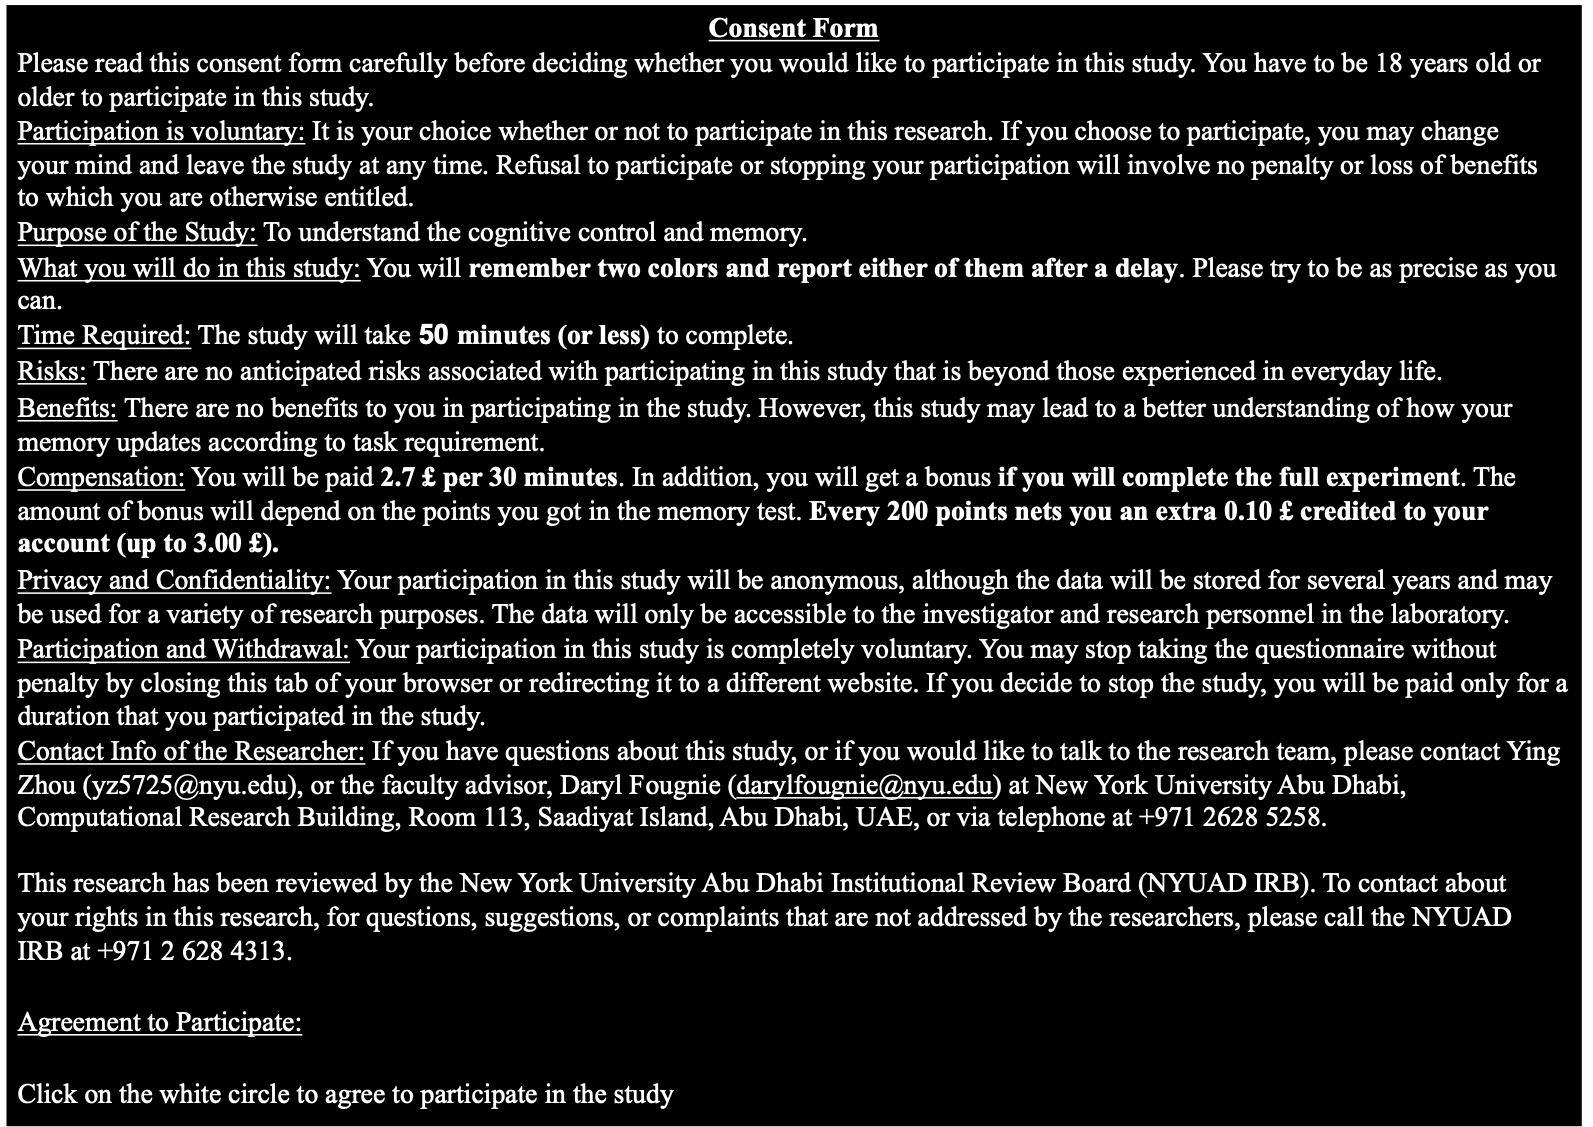 Consent Form
Please read this consent form carefully before deciding whether you would like to participate in this study. You have to be 18 years old or
older to participate in this study.
Participation is voluntary: It is your choice whether or not to participate in this research. If you choose to participate, you may change
your mind and leave the study at any time. Refusal to participate or stopping your participation will involve no penalty or loss of benefits
to which you are otherwise entitled.
Purpose of the Study: To understand the cognitive control and memory.
What you will do in this study: You will remember two colors and report either of them after a delay. Please try to be as precise as you
can.
Time Required: The study will take 50 minutes (or less) to complete.
Risks: There are no anticipated risks associated with participating in this study that is beyond those experienced in everyday life.
Benefits: There are no benefits to you in participating in the study. However, this study may lead to a better understanding of how your
memory updates according to task requirement.
Compensation: You will be paid 2.7 £ per 30 minutes. In addition, you will get a bonus if you will complete the full experiment. The
amount of bonus will depend on the points you got in the memory test. Every 200 points nets you an extra 0.10 £ credited to your
account (up to 3.00 £).
Privacy and Confidentiality: Your participation in this study will be anonymous, although the data will be stored for several years and may
be used for a variety of research purposes. The data will only be accessible to the investigator and research personnel in the laboratory.
Participation and Withdrawal: Your participation in this study is completely voluntary. You may stop taking the questionnaire without
penalty by closing this tab of your browser or redirecting it to a different website. If you decide to stop the study, you will be paid only for a
duration that you participated in the study.
Contact Info of the Researcher: If you have questions about this study, or if you would like to talk to the research team, please contact Ying
Zhou (yz5725@nyu.edu), or the faculty advisor, Daryl Fougnie (darylfougnie@nyu.edu) at New York University Abu Dhabi,
Computational Research Building, Room 113, Saadiyat Island, Abu Dhabi, UAE, or via telephone at +971 2628 5258.
This research has been reviewed by the New York University Abu Dhabi Institutional Review Board (NYUAD IRB). To contact about
your rights in this research, for questions, suggestions, or complaints that are not addressed by the researchers, please call the NYUAD
IRB at +971 2 628 4313.
Agreement to Participate:
Click on the white circle to agree to participate in the study